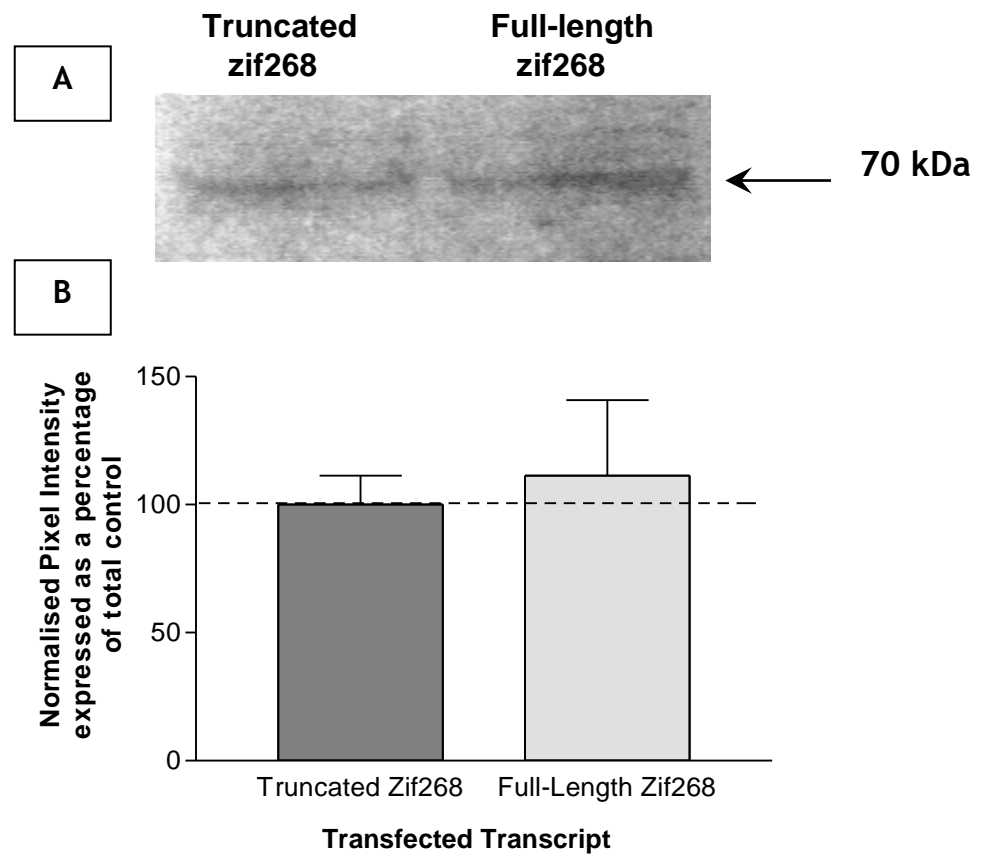 Truncated
zif268
Full-length
zif268
A
70 kDa
B
Normalised Pixel Intensity
expressed as a percentage
of total control
150
100
50
0
Truncated Zif268
Full-Length Zif268
Transfected Transcript